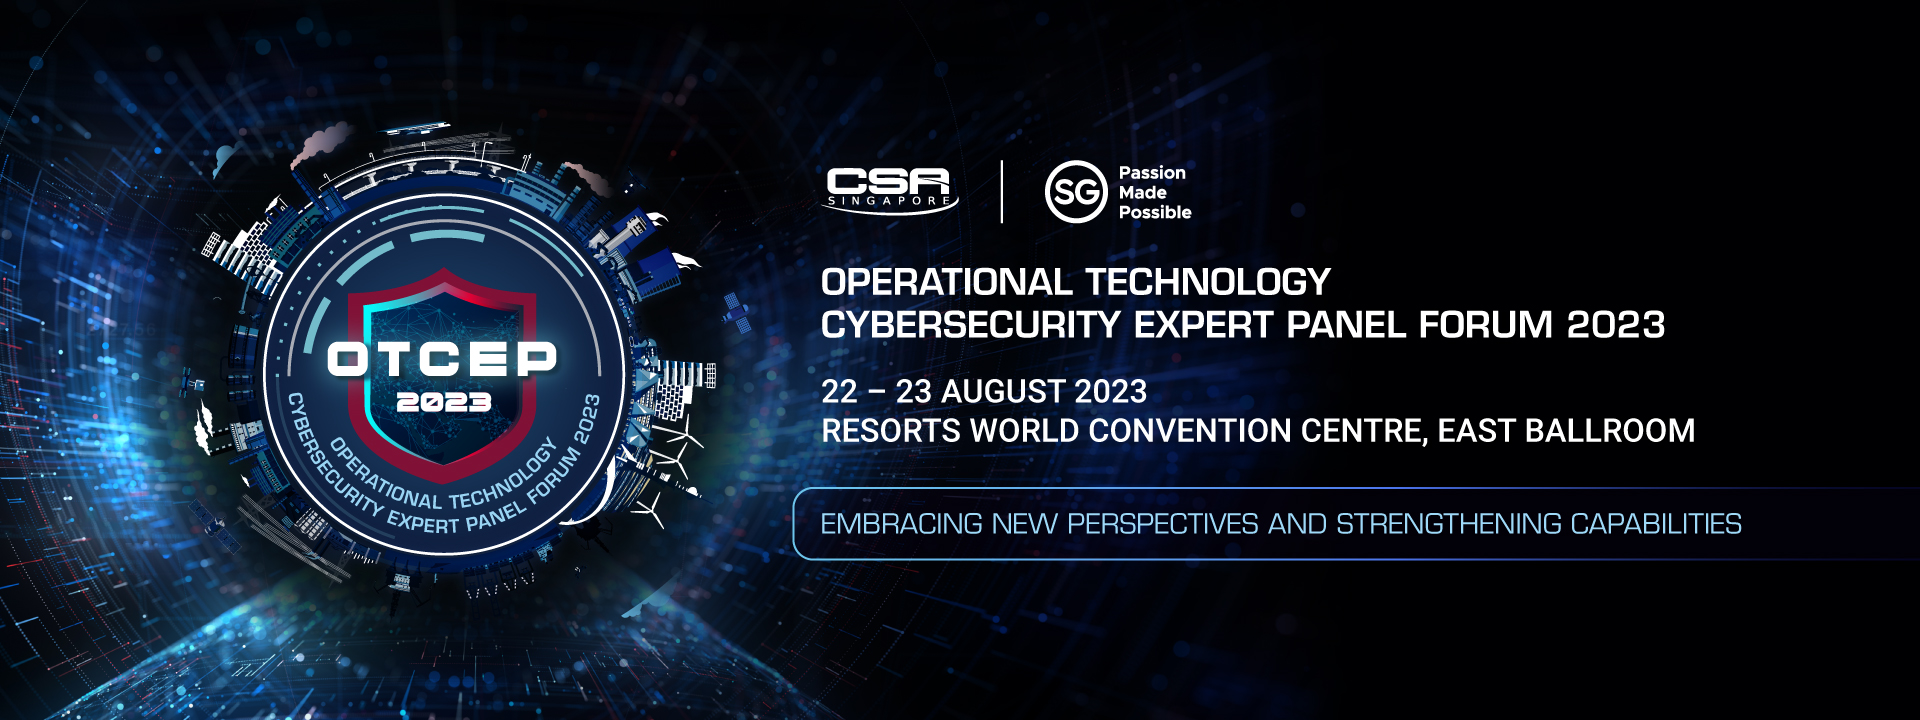 OTCEP
2023
OPERATIONAL TECHNOLOGY
CYBERSECURITY EXPERT PANEL FORUM 2023
CSA
SINGAPORE
SG
Passion
Made
Possible
OPERATIONAL TECHNOLOGY
CYBERSECURITY EXPERT PANEL FORUM 2023
22 – 23 AUGUST 2023
RESORTS WORLD CONVENTION CENTRE, EAST BALLROOM
EMBRACING NEW PERSPECTIVES AND STRENGTHENING CAPABILITIES